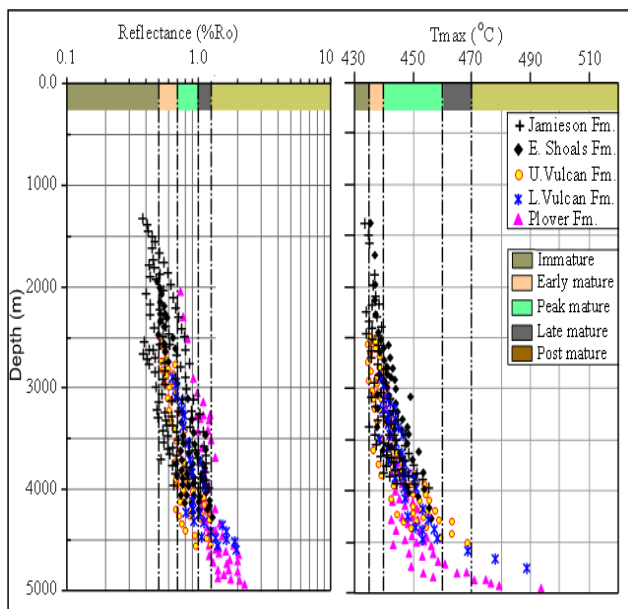 Reflectance (%Ro)
Tmax (°C)
0.1 1.0 10
430 450 470 490 510
0.0
1000
2000
3000
4000
5000
Depth (m)
Jamieson Fm.
E. Shoals Fm.
U.Vulcan Fm.
L.Vulcan Fm.
Plover Fm.
Immature
Early mature
Peak mature
Late mature
Post mature